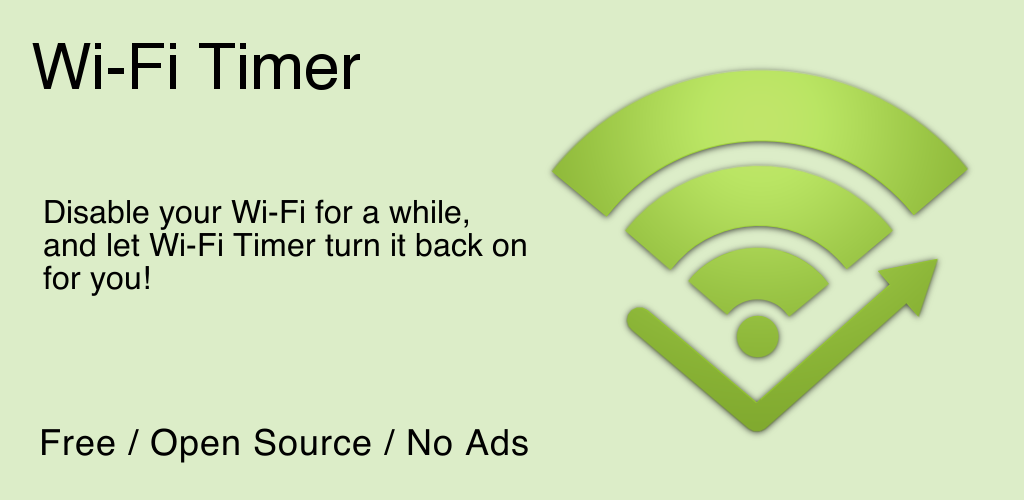 Wi-Fi Timer
Disable your Wi-Fi for a while,
and let Wi-Fi Timer turn it back on
for you!
Free / Open Source / No Ads